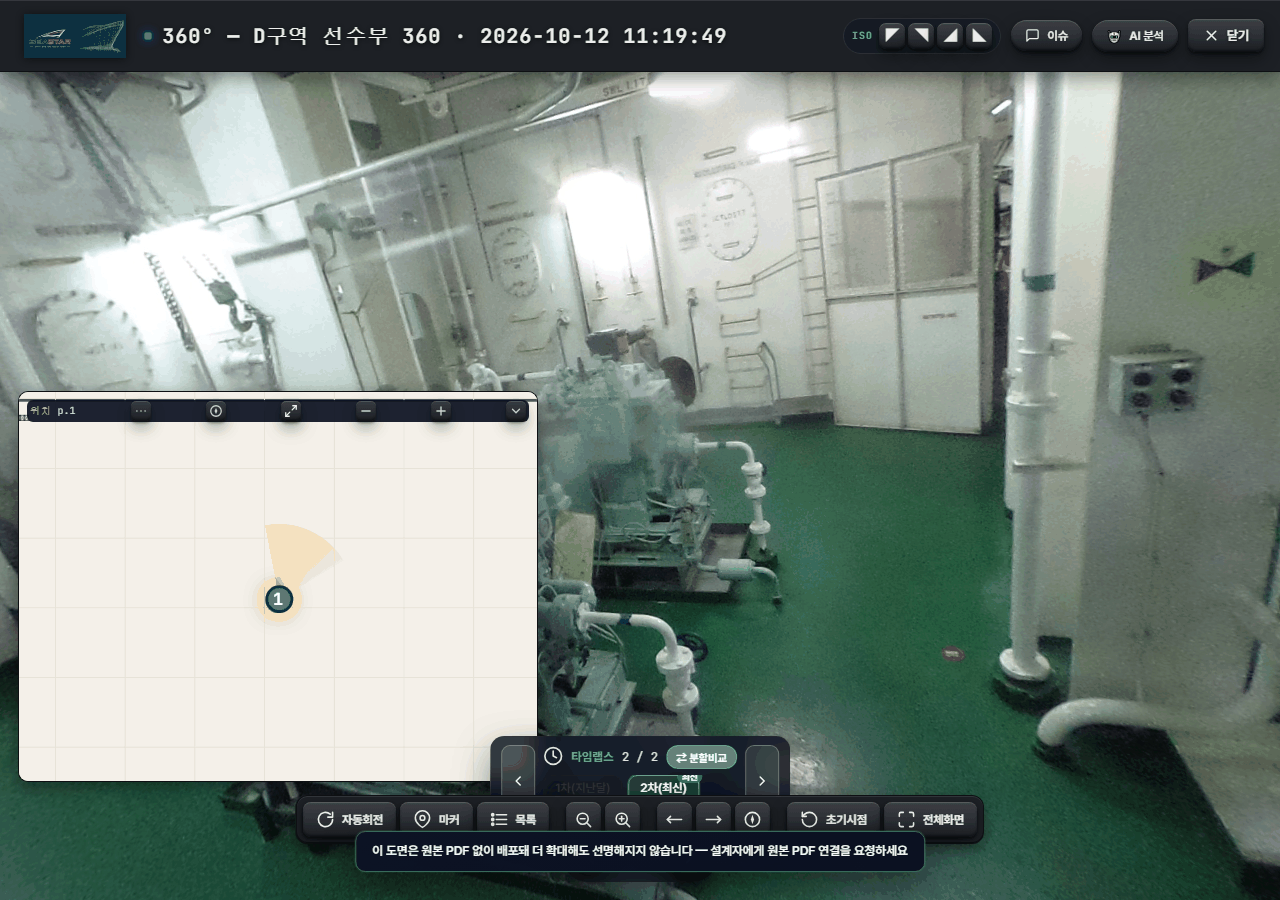 360° — D구역 선수부 360 · 2026-10-12 11:19:49
ISO
이슈
AI 분석
닫기
위치 p.1
1
타임랩스 2 / 2 분할비교
1차(지난달) 2차(최신) 최신
자동회전 마커 목록 초기시점 전체화면
이 도면은 원본 PDF 없이 배포돼 더 확대해도 선명해지지 않습니다 — 설계자에게 원본 PDF 연결을 요청하세요